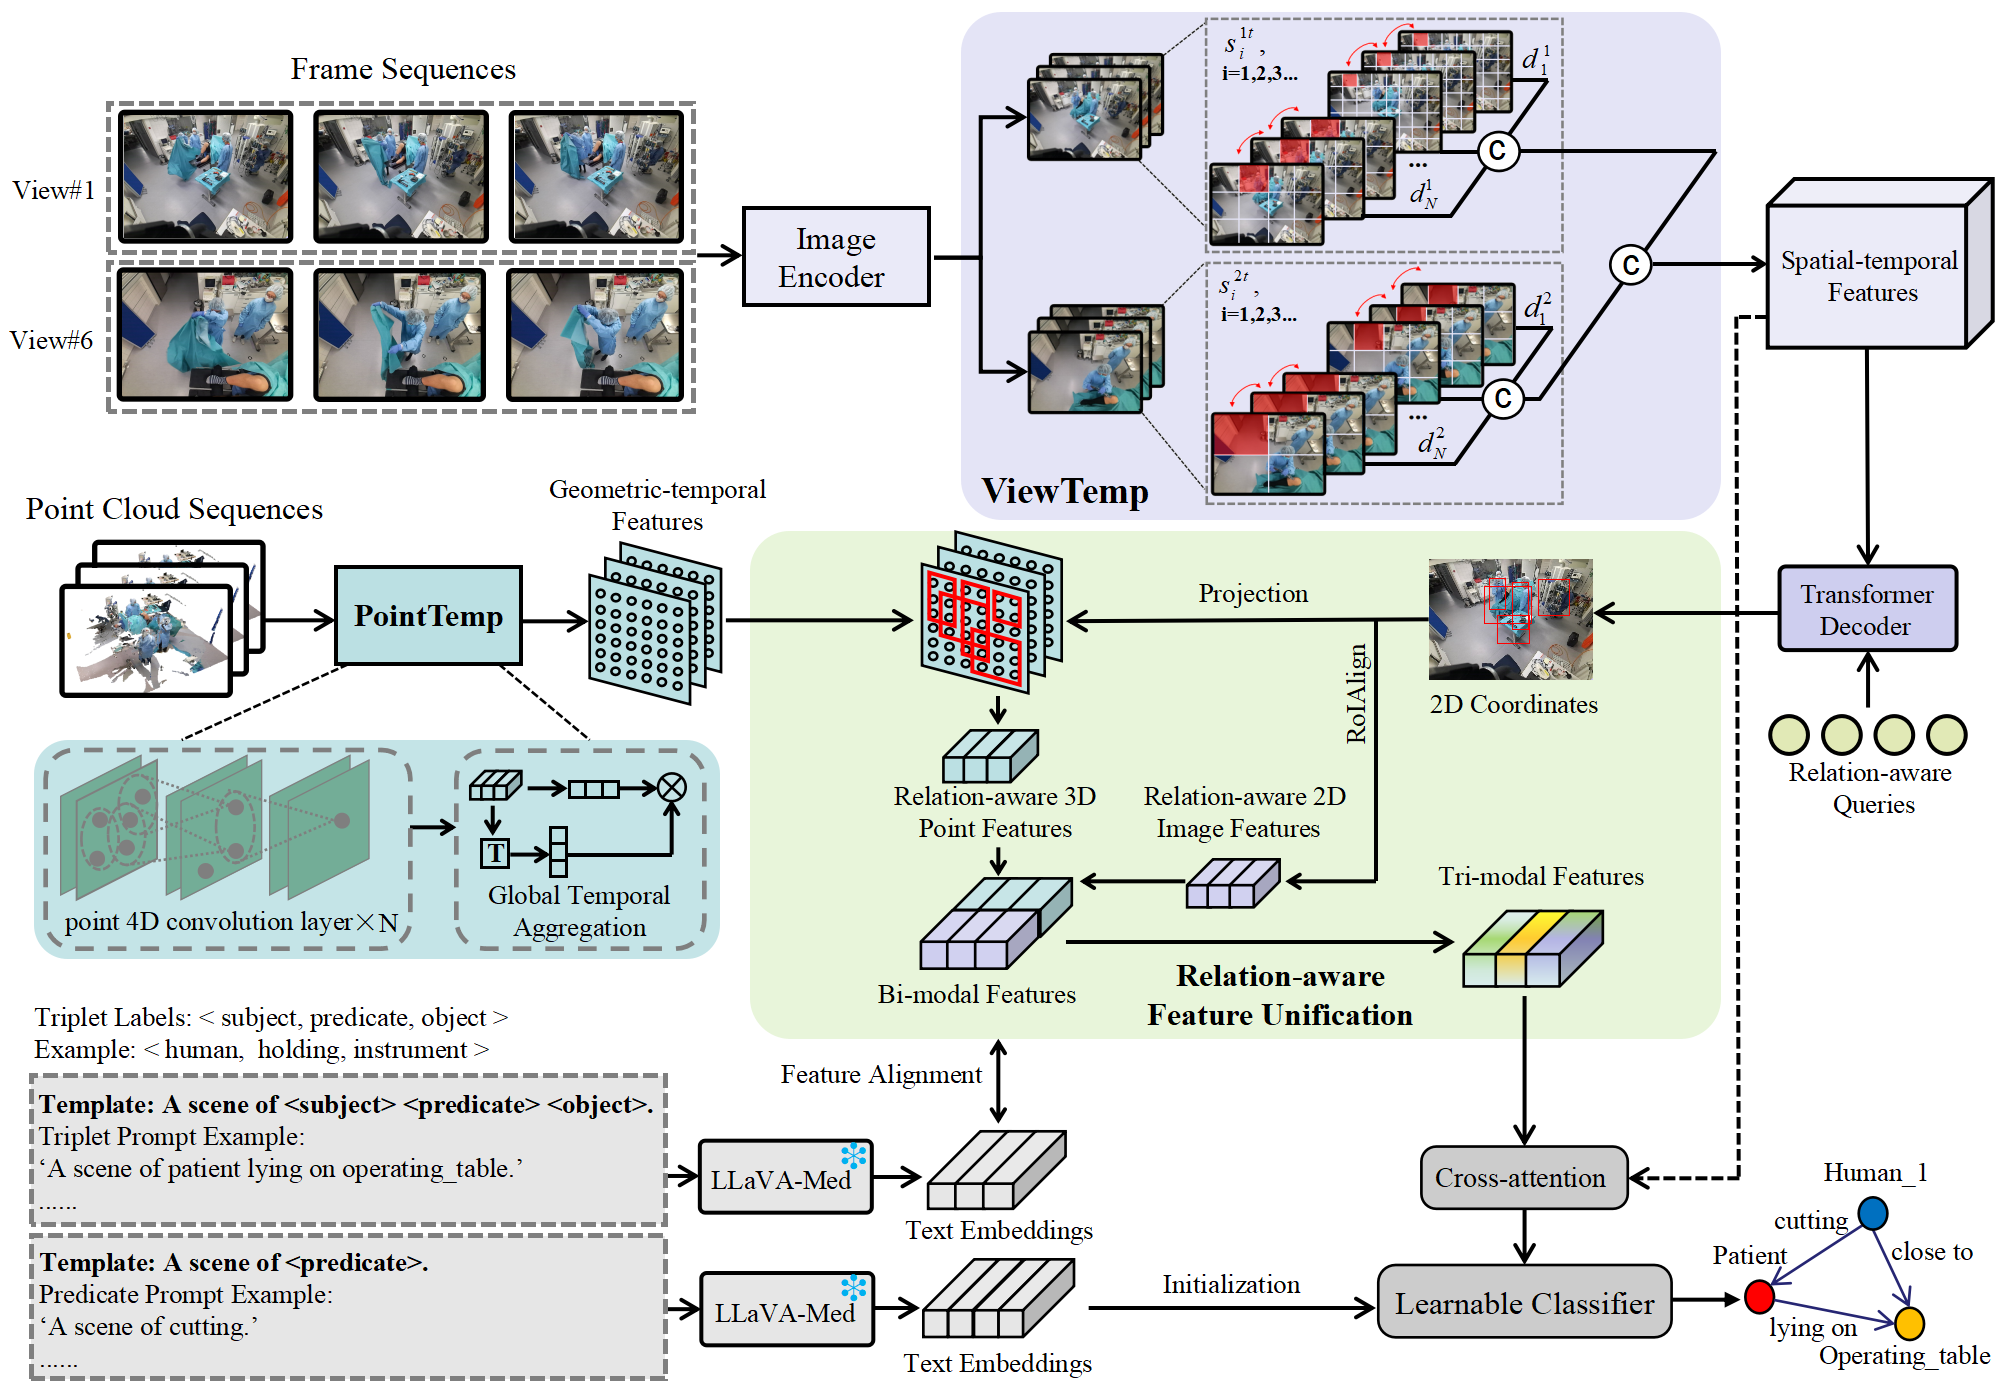 Frame Sequences
View#1
View#6
Image
Encoder
s_i^{1t},
i=1,2,3...
d_1^1
...
d_N^1
C
s_i^{2t},
i=1,2,3...
d_1^2
...
d_N^2
C
C
ViewTemp
Spatial-temporal
Features
Point Cloud Sequences
PointTemp
Geometric-temporal
Features
Projection
RoIAlign
2D Coordinates
Transformer
Decoder
Relation-aware
Queries
Relation-aware 3D
Point Features
Relation-aware 2D
Image Features
Bi-modal Features
Tri-modal Features
Relation-aware
Feature Unification
point 4D convolution layer×N
T
Global Temporal
Aggregation
Triplet Labels: < subject, predicate, object >
Example: < human, holding, instrument >
Template: A scene of <subject> <predicate> <object>.
Triplet Prompt Example:
‘A scene of patient lying on operating_table.’
......
Template: A scene of <predicate>.
Predicate Prompt Example:
‘A scene of cutting.’
......
LLaVA-Med
LLaVA-Med
Feature Alignment
Text Embeddings
Text Embeddings
Initialization
Cross-attention
Learnable Classifier
Human_1
cutting
close to
Patient
lying on
Operating_table